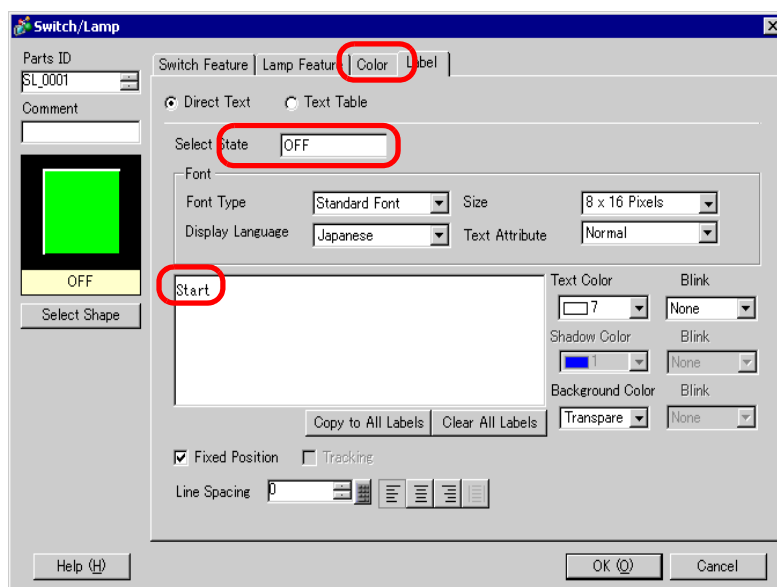 Switch/Lamp
Parts ID
SL_0001
Comment
OFF
Select Shape
Switch Feature Lamp Feature Color Label
Direct Text Text Table
Select State OFF
Font
Font Type Standard Font Size 8 x 16 Pixels
Display Language Japanese Text Attribute Normal
Start
Text Color Blink
7 None
Shadow Color Blink
1 None
Background Color Blink
Transpare None
Copy to All Labels Clear All Labels
Fixed Position Tracking
Line Spacing 0
Help (H) OK (O) Cancel